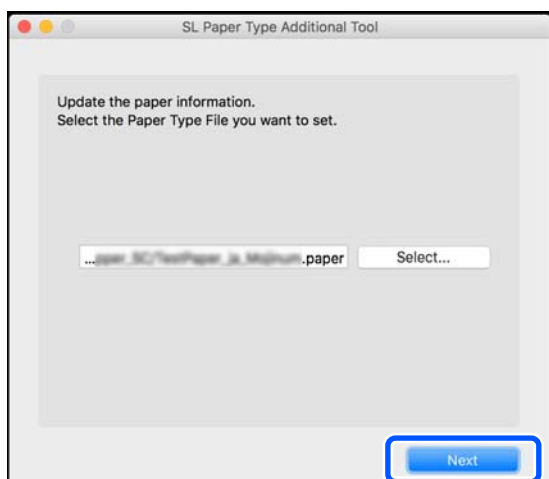 SL Paper Type Additional Tool
Update the paper information.
Select the Paper Type File you want to set.
... .paper
Select...
Next